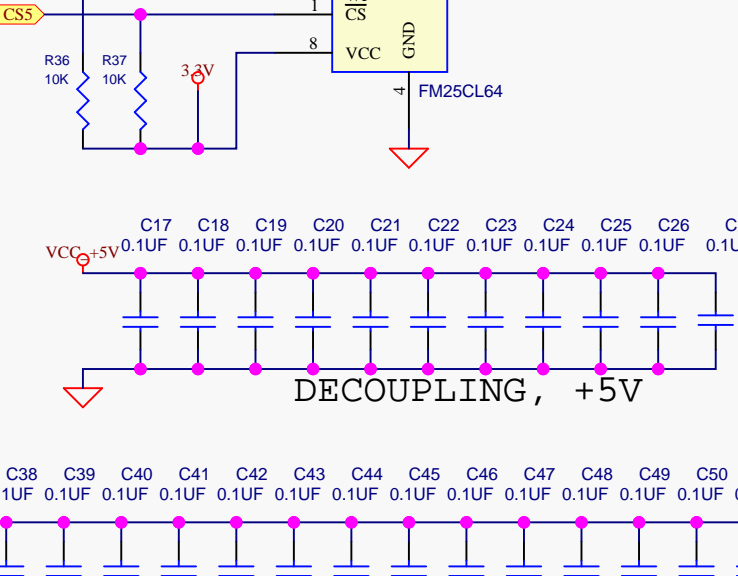 CS5
1
CS
8
VCC
GND
4
FM25CL64
R36
10K
R37
10K
3.3V
C17 C18 C19 C20 C21 C22 C23 C24 C25 C26
0.1UF 0.1UF 0.1UF 0.1UF 0.1UF 0.1UF 0.1UF 0.1UF 0.1UF 0.1UF
VCC_+5V
DECOUPLING, +5V
C38 C39 C40 C41 C42 C43 C44 C45 C46 C47 C48 C49 C50
1UF 0.1UF 0.1UF 0.1UF 0.1UF 0.1UF 0.1UF 0.1UF 0.1UF 0.1UF 0.1UF 0.1UF 0.1UF